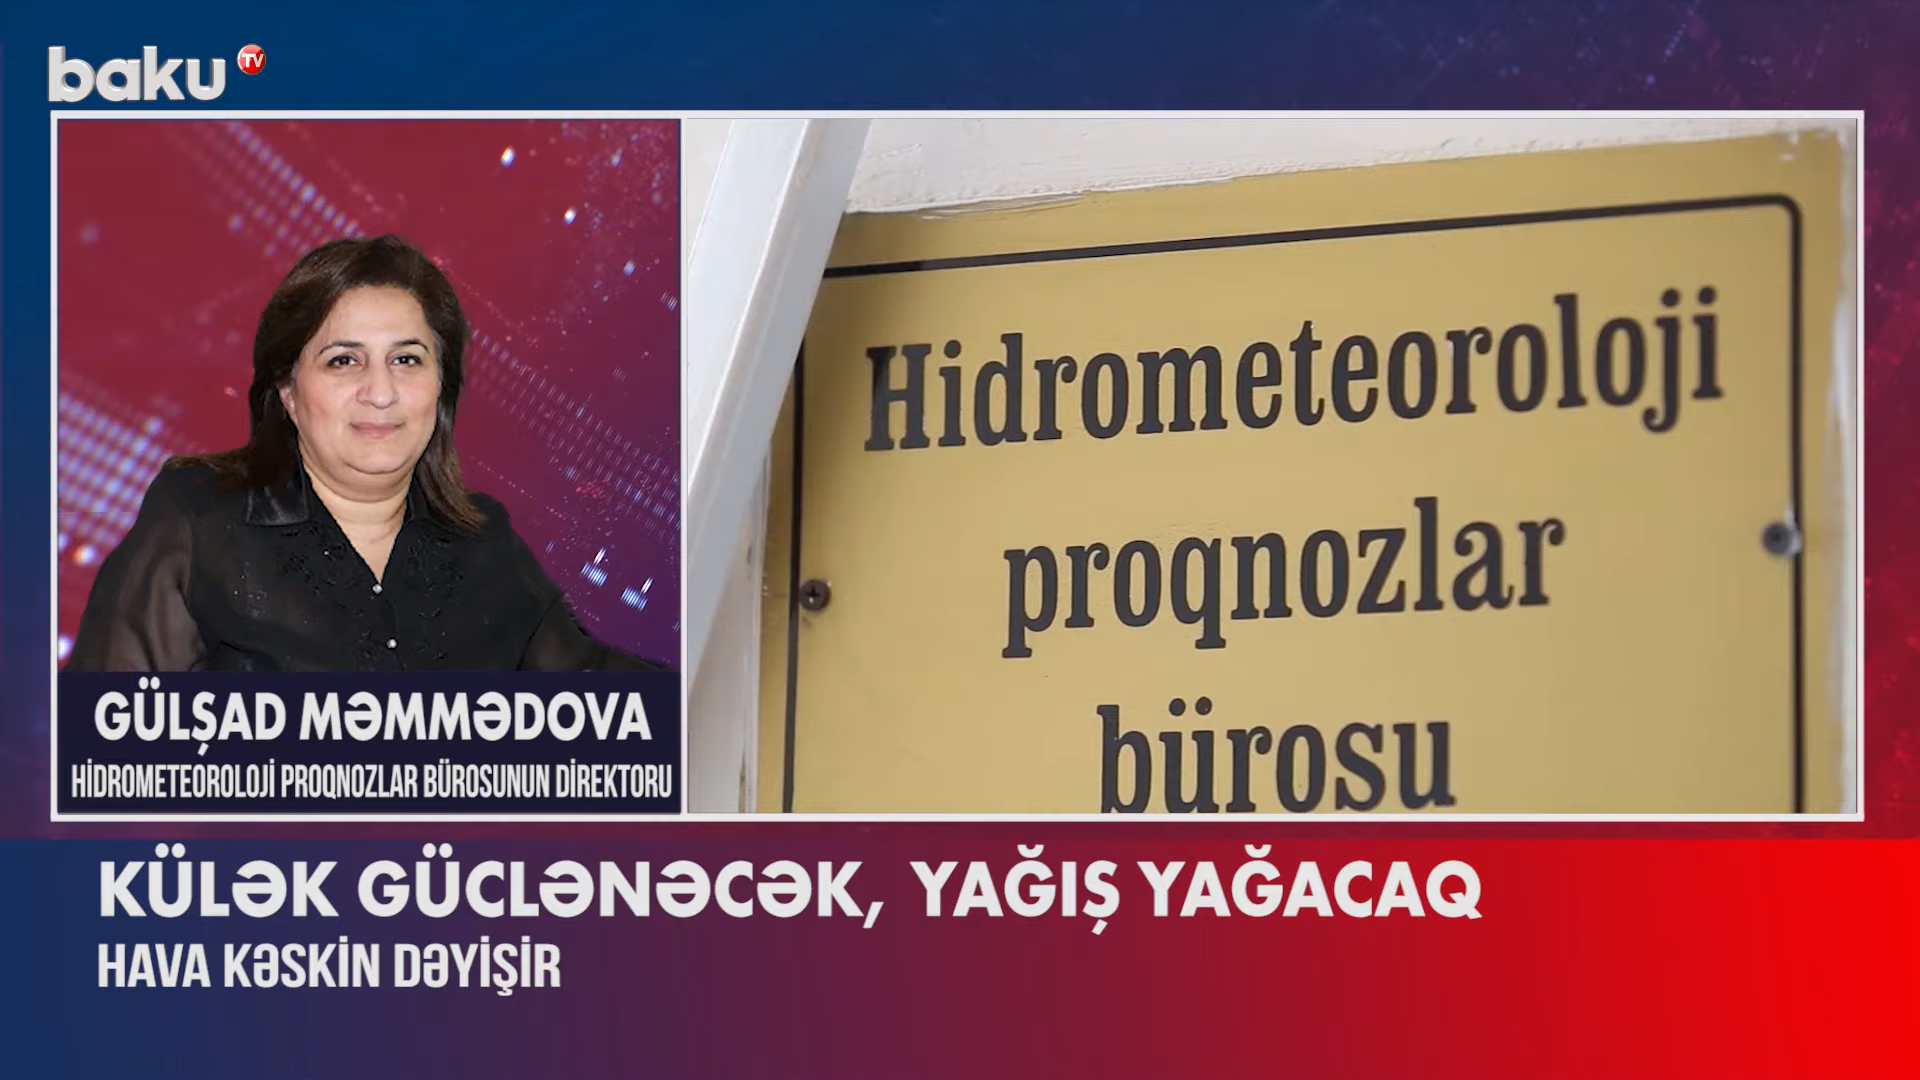 baku TV
Hidrometeoroloji
proqnozlar
bürosu
GÜLŞAD MƏMMƏDOVA
HİDROMETEOROLOJİ PROQNOZLAR BÜROSUNUN DİREKTORU
KÜLƏK GÜCLƏNƏCƏK, YAĞIŞ YAĞACAQ
HAVA KƏSKİN DƏYİŞİR